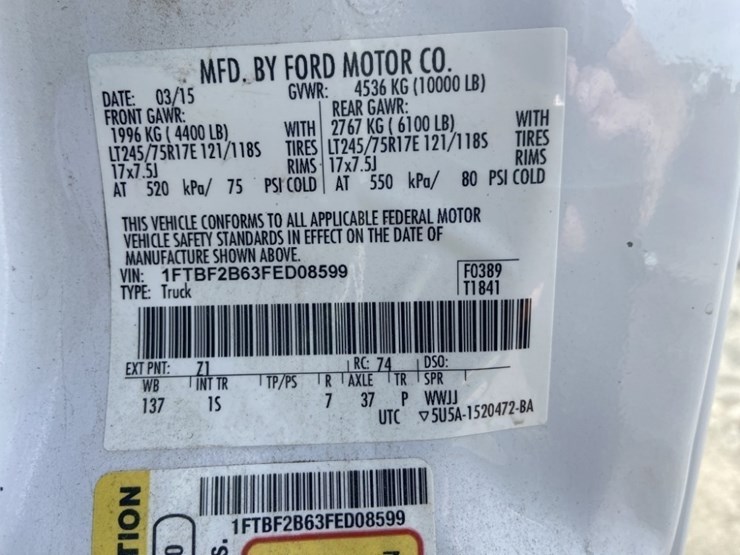 MFD. BY FORD MOTOR CO.
DATE: 03/15 GVWR: 4536 KG (10000 LB)
FRONT GAWR: REAR GAWR:
1996 KG ( 4400 LB) WITH 2767 KG ( 6100 LB) WITH
LT245/75R17E 121/118S TIRES LT245/75R17E 121/118S TIRES
17x7.5J RIMS 17x7.5J RIMS
AT 520 kPa/ 75 PSI COLD AT 550 kPa/ 80 PSI COLD
THIS VEHICLE CONFORMS TO ALL APPLICABLE FEDERAL MOTOR
VEHICLE SAFETY STANDARDS IN EFFECT ON THE DATE OF
MANUFACTURE SHOWN ABOVE.
VIN: 1FTBF2B63FED08599 F0389
TYPE: Truck T1841
EXT PNT: Z1 RC: 74 DSO:
WB INT TR TP/PS R AXLE TR SPR
137 1S 7 37 P WWJJ
UTC ▽5U5A-1520472-BA
TION
1FTBF2B63FED08599